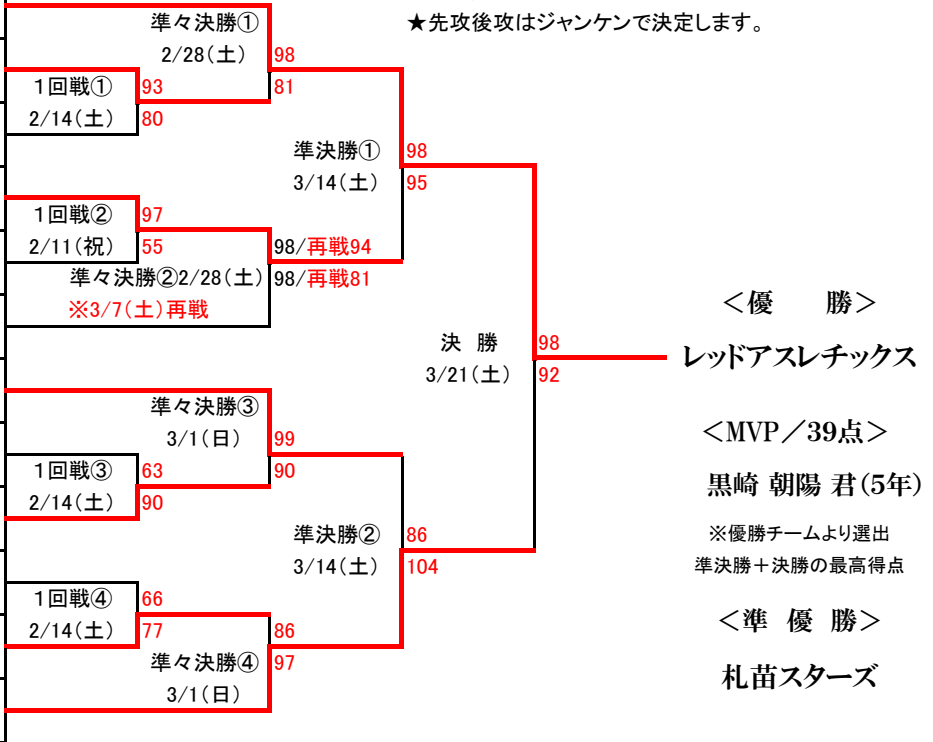 ★先攻後攻はジャンケンで決定します。
準々決勝①
2/28(土)
98
81
1回戦①
2/14(土)
93
80
準決勝①
3/14(土)
98
95
1回戦②
2/11(祝)
97
55
98/再戦94
準々決勝②2/28(土)
98/再戦81
※3/7(土)再戦
決 勝
3/21(土)
98
92
<優 勝>
レッドアスレチックス
<MVP/39点>
黒崎 朝陽 君(5年)
※優勝チームより選出
準決勝+決勝の最高得点
<準 優 勝>
札苗スターズ
準々決勝③
3/1(日)
99
90
1回戦③
2/14(土)
63
90
準決勝②
3/14(土)
86
104
1回戦④
2/14(土)
66
77
準々決勝④
3/1(日)
86
97